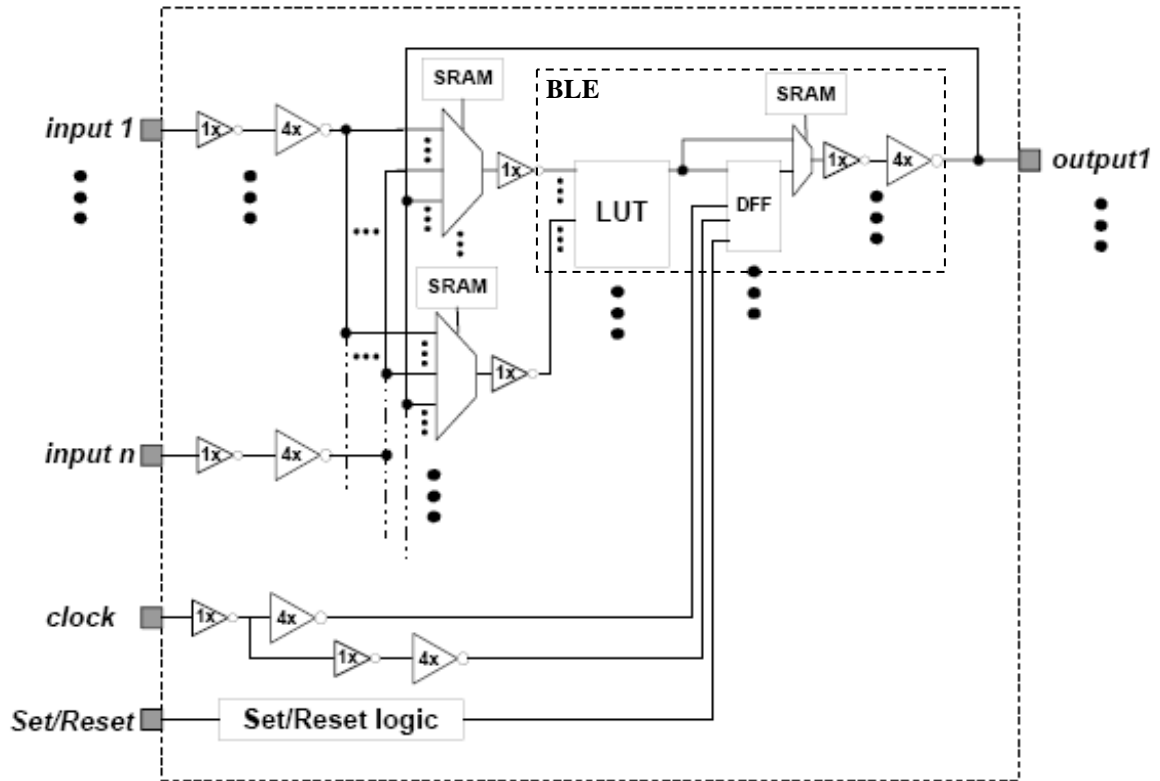 BLE
SRAM
SRAM
input 1
1x
4x
1x
LUT
DFF
1x
4x
output1
SRAM
1x
input n
1x
4x
clock
1x
4x
1x
4x
Set/Reset
Set/Reset logic